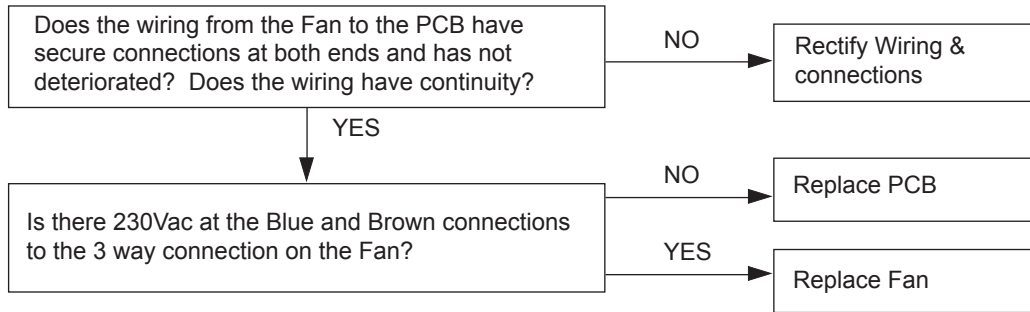 Does the wiring from the Fan to the PCB have
secure connections at both ends and has not
deteriorated?  Does the wiring have continuity?
NO
Rectify Wiring &
connections
YES
Is there 230Vac at the Blue and Brown connections
to the 3 way connection on the Fan?
NO
Replace PCB
YES
Replace Fan